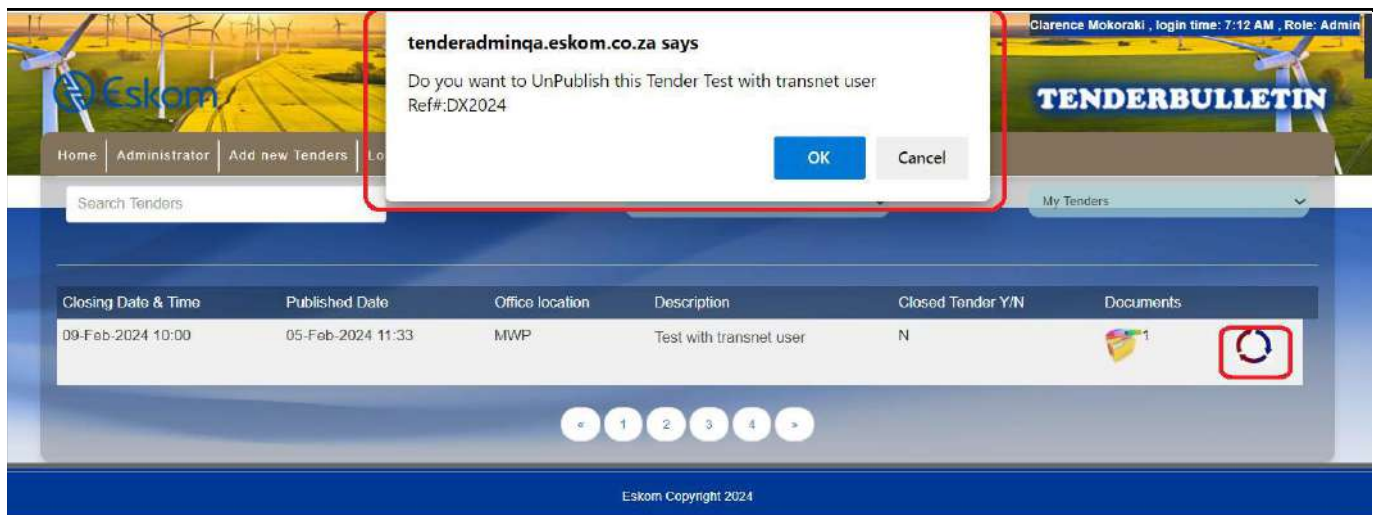 Clarence Mokoraki , login time: 7:12 AM , Role: Admin
tenderadminqa.eskom.co.za says
Do you want to UnPublish this Tender Test with transnet user
Ref#:DX2024
OK Cancel
Eskom
TENDERBULLETIN
Home Administrator Add new Tenders Lo
Search Tenders
My Tenders
Closing Date & Time Published Date Office location Description Closed Tender Y/N Documents
09-Feb-2024 10:00 05-Feb-2024 11:33 MWP Test with transnet user N 1
« 1 2 3 4 »
Eskom Copyright 2024